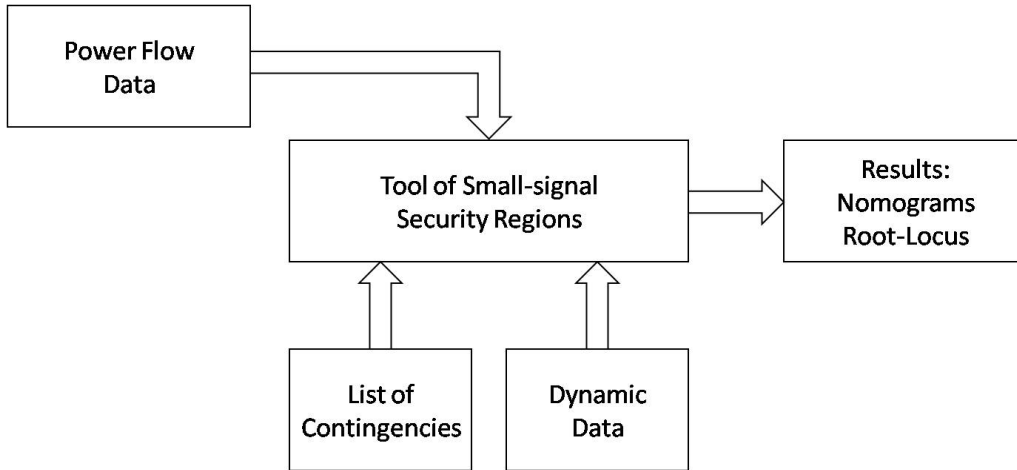 Power Flow
Data
Tool of Small-signal
Security Regions
Results:
Nomograms
Root-Locus
List of
Contingencies
Dynamic
Data